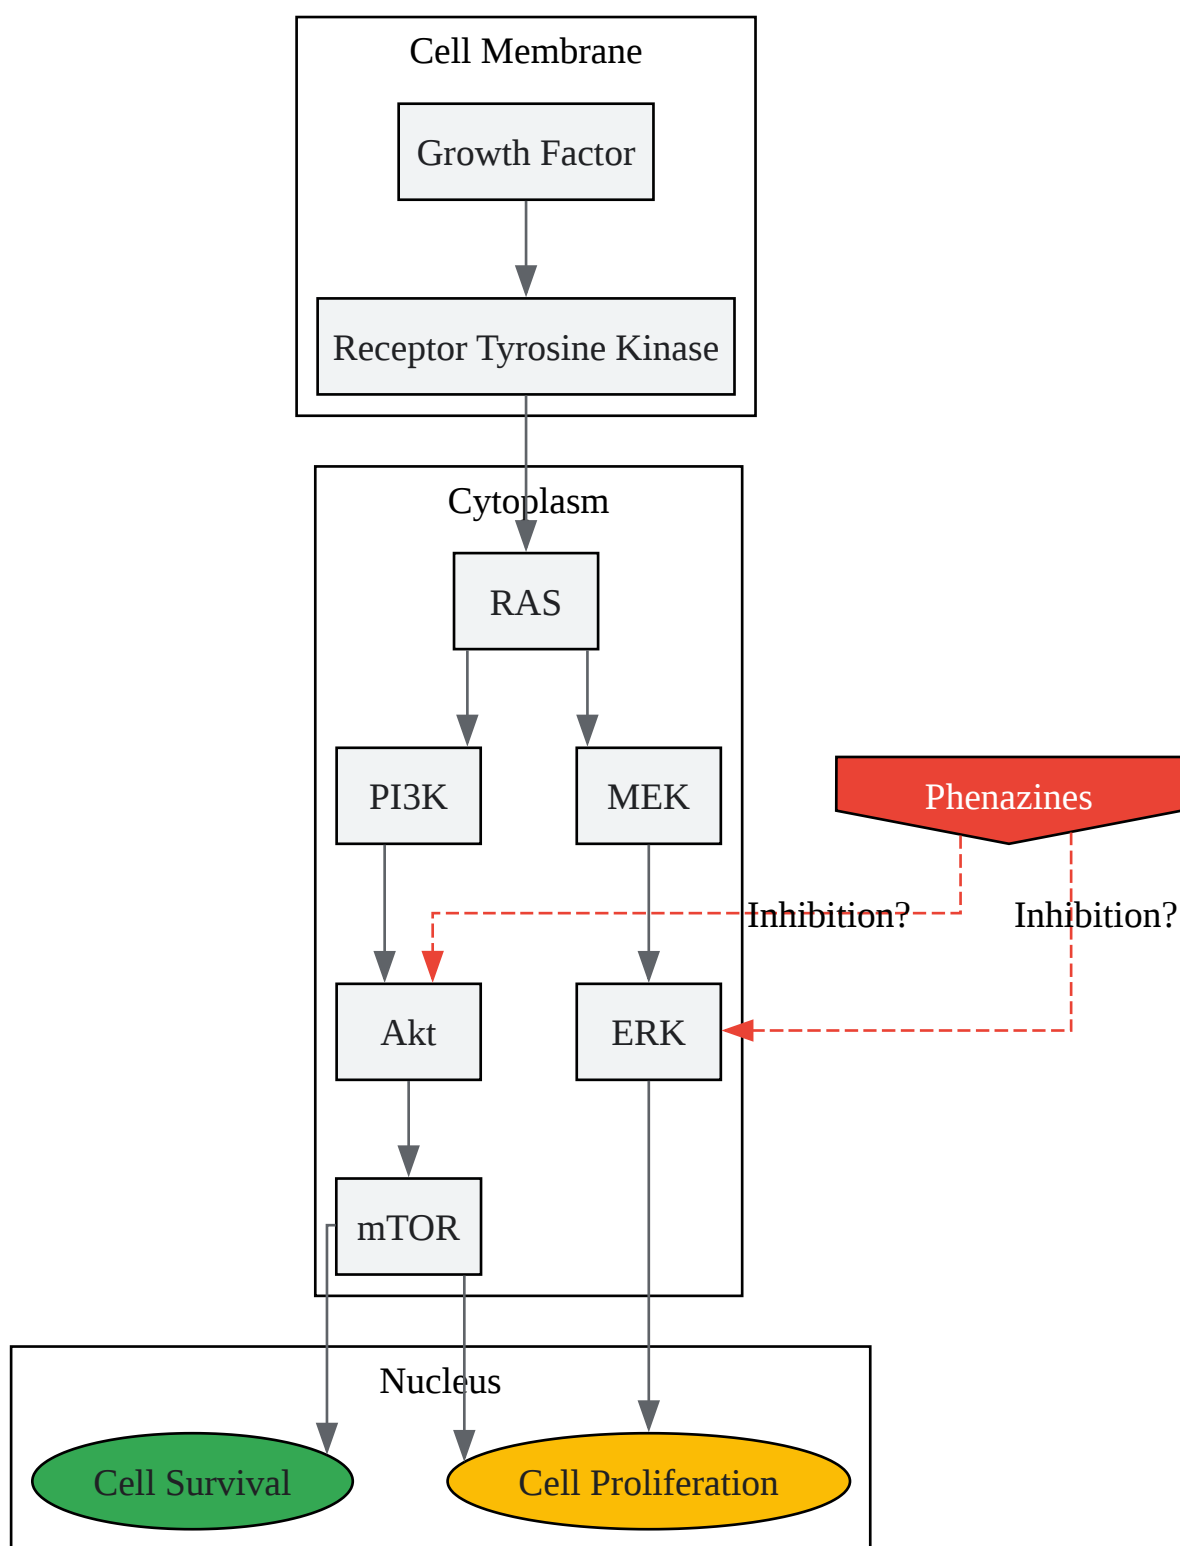 Cell Membrane
Growth Factor
Receptor Tyrosine Kinase
Cytoplasm
RAS
PI3K
MEK
Phenazines
Inhibition?
Inhibition?
Akt
ERK
mTOR
Nucleus
Cell Survival
Cell Proliferation